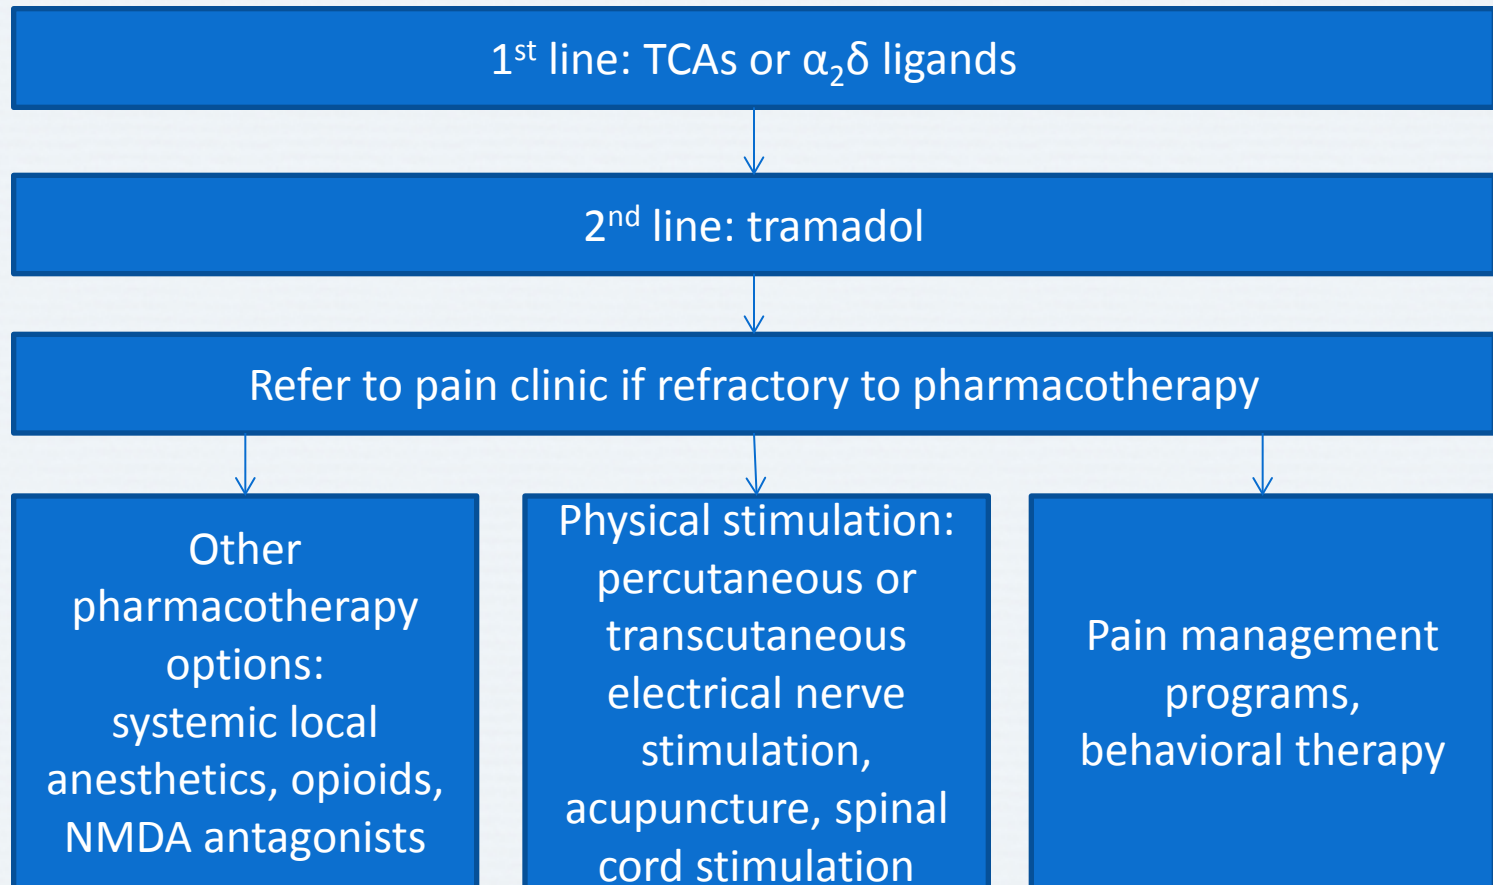 1st line: TCAs or α2δ ligands
2nd line: tramadol
Refer to pain clinic if refractory to pharmacotherapy
Other
pharmacotherapy
options:
systemic local
anesthetics, opioids,
NMDA antagonists
Physical stimulation:
percutaneous or
transcutaneous
electrical nerve
stimulation,
acupuncture, spinal
cord stimulation
Pain management
programs,
behavioral therapy